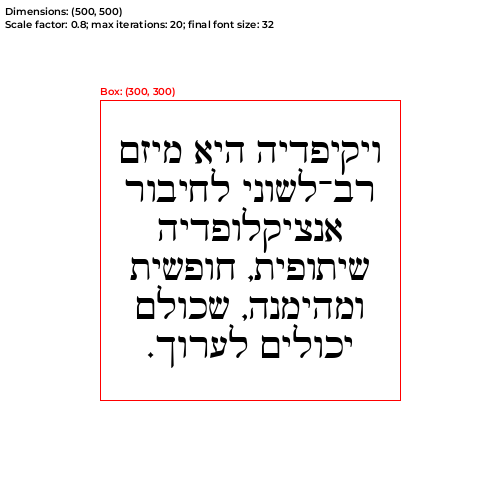 Dimensions: (500, 500)
Scale factor: 0.8; max iterations: 20; final font size: 32
Box: (300, 300)
ויקיפדיה היא מיזם
רב־לשוני לחיבור
אנציקלופדיה
שיתופית, חופשית
ומהימנה, שכולם
יכולים לערוך.